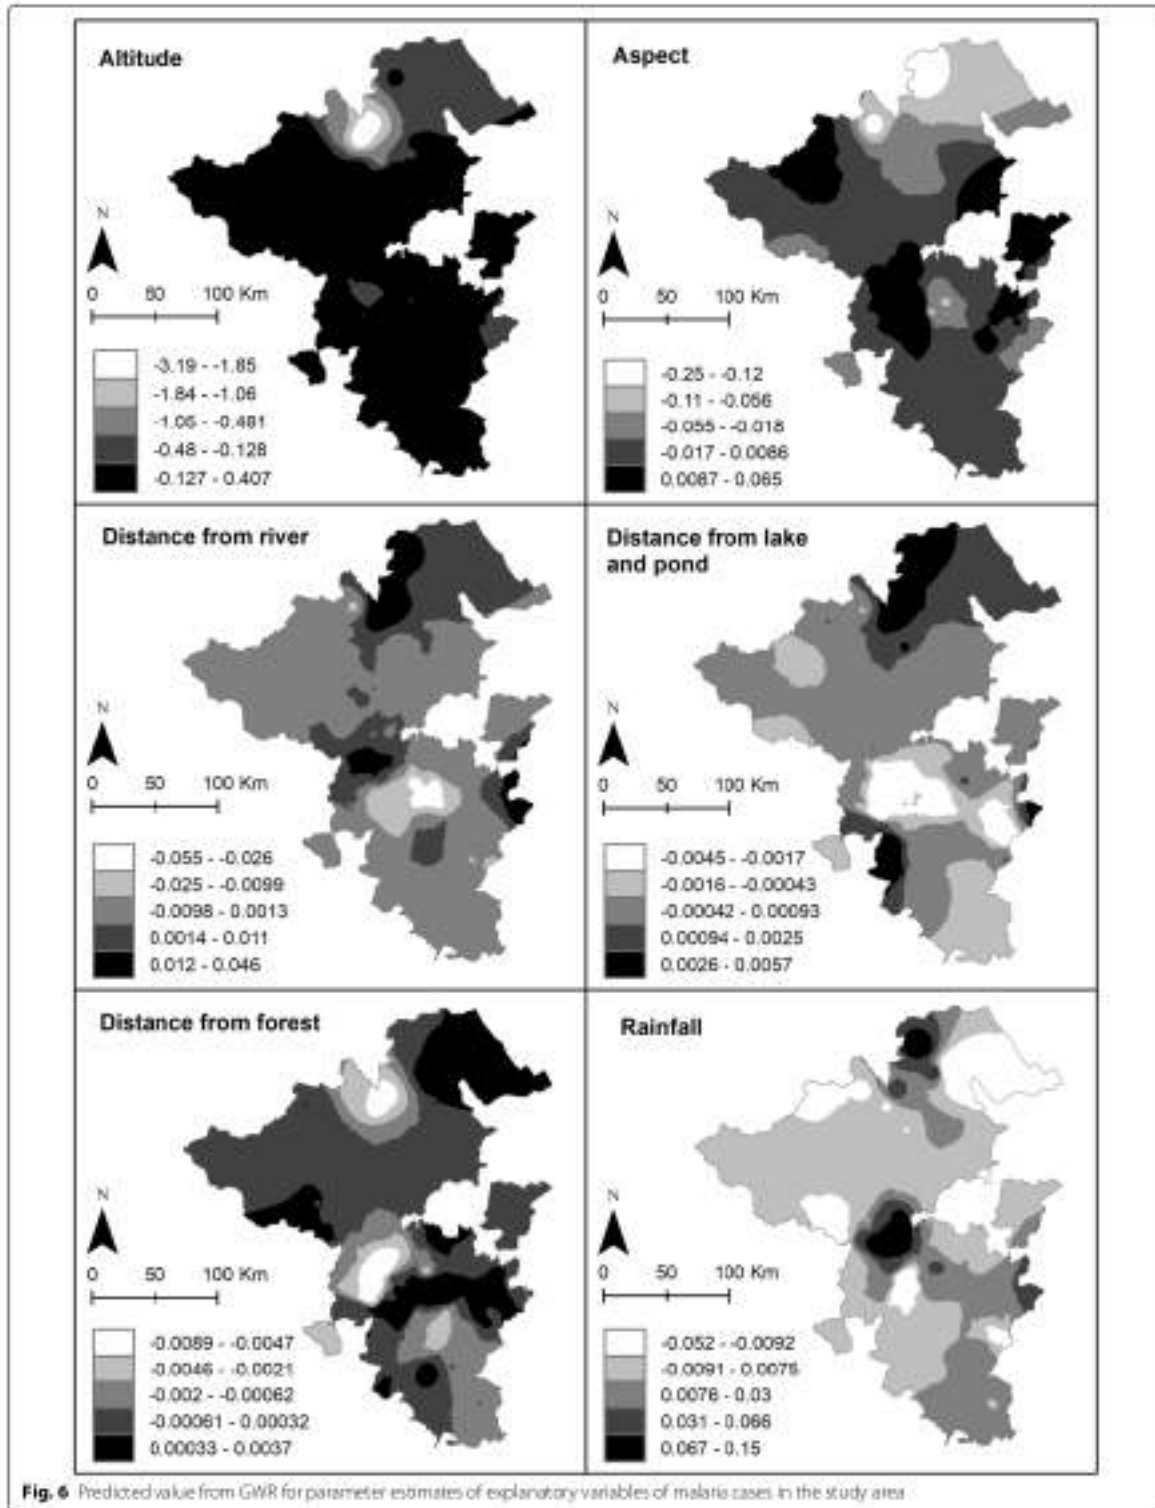 Altitude
N
0 50 100 Km
-3.19 - -1.85
-1.84 - -1.06
-1.05 - -0.481
-0.48 - -0.128
-0.127 - 0.407
Aspect
N
0 50 100 Km
-0.25 - -0.12
-0.11 - -0.056
-0.055 - -0.018
-0.017 - 0.0086
0.0087 - 0.065
Distance from river
N
0 50 100 Km
-0.055 - -0.026
-0.025 - -0.0099
-0.0098 - 0.0013
0.0014 - 0.011
0.012 - 0.046
Distance from lake
and pond
N
0 50 100 Km
-0.0045 - -0.0017
-0.0016 - -0.00043
-0.00042 - 0.00093
0.00094 - 0.0025
0.0026 - 0.0057
Distance from forest
N
0 50 100 Km
-0.0089 - -0.0047
-0.0046 - -0.0021
-0.002 - -0.00062
-0.00061 - 0.00032
0.00033 - 0.0037
Rainfall
N
0 50 100 Km
-0.052 - -0.0092
-0.0091 - 0.0075
0.0076 - 0.03
0.031 - 0.066
0.067 - 0.15
Fig. 6 Predicted value from GWR for parameter estimates of explanatory variables of malaria cases in the study area